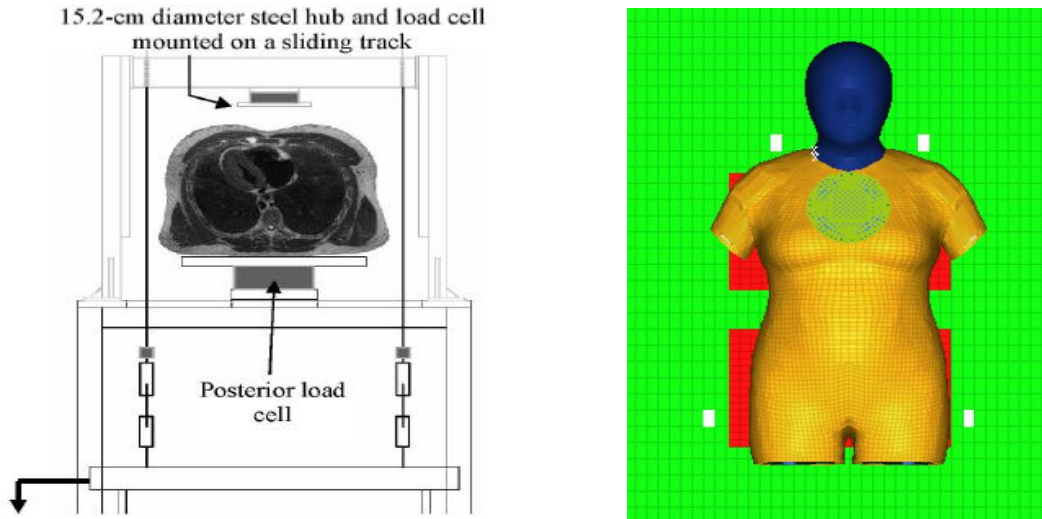 15.2-cm diameter steel hub and load cell
mounted on a sliding track
Posterior load
cell